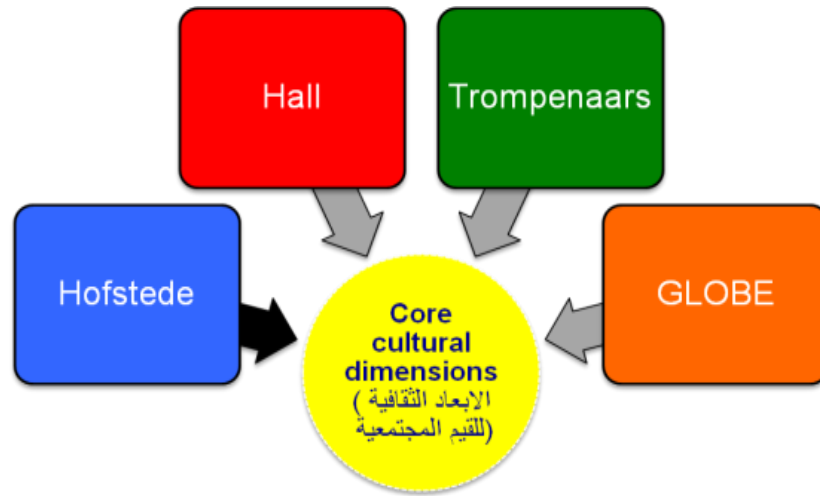 Hall
Trompenaars
Hofstede
GLOBE
Core
cultural
dimensions
الابعاد الثقافية )
(للقيم المجتمعية